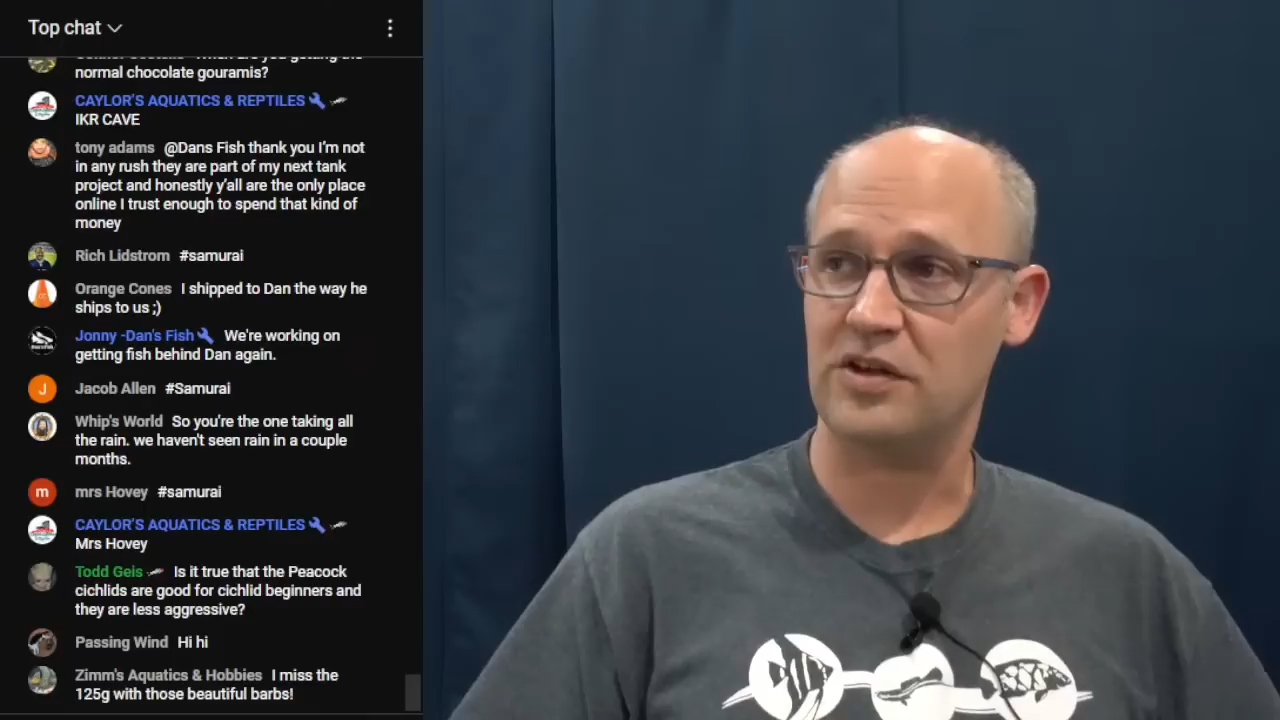 Top chat
normal chocolate gouramis?
CAYLOR'S AQUATICS & REPTILES
IKR CAVE
tony adams @Dans Fish thank you I'm not
in any rush they are part of my next tank
project and honestly y'all are the only place
online I trust enough to spend that kind of
money
Rich Lidstrom #samurai
Orange Cones I shipped to Dan the way he
ships to us ;)
Jonny -Dan's Fish We're working on
getting fish behind Dan again.
J
Jacob Allen #Samurai
Whip's World So you're the one taking all
the rain. we haven't seen rain in a couple
months.
m
mrs Hovey #samurai
CAYLOR'S AQUATICS & REPTILES
Mrs Hovey
Todd Geis Is it true that the Peacock
cichlids are good for cichlid beginners and
they are less aggressive?
Passing Wind Hi hi
Zimm's Aquatics & Hobbies I miss the
125g with those beautiful barbs!